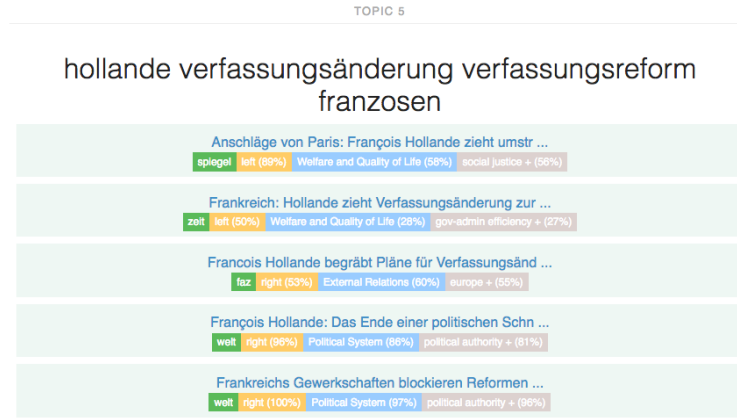 TOPIC 5
hollande verfassungsänderung verfassungsreform
franzosen
Anschläge von Paris: François Hollande zieht umstr ...
spiegel left (89%) Welfare and Quality of Life (58%) social justice + (56%)
Frankreich: Hollande zieht Verfassungsänderung zur ...
zeit left (50%) Welfare and Quality of Life (28%) gov-admin efficiency + (27%)
Francois Hollande begräbt Pläne für Verfassungsänd ...
faz right (53%) External Relations (60%) europe + (55%)
François Hollande: Das Ende einer politischen Schn ...
welt right (96%) Political System (86%) political authority + (81%)
Frankreichs Gewerkschaften blockieren Reformen ...
welt right (100%) Political System (97%) political authority + (96%)